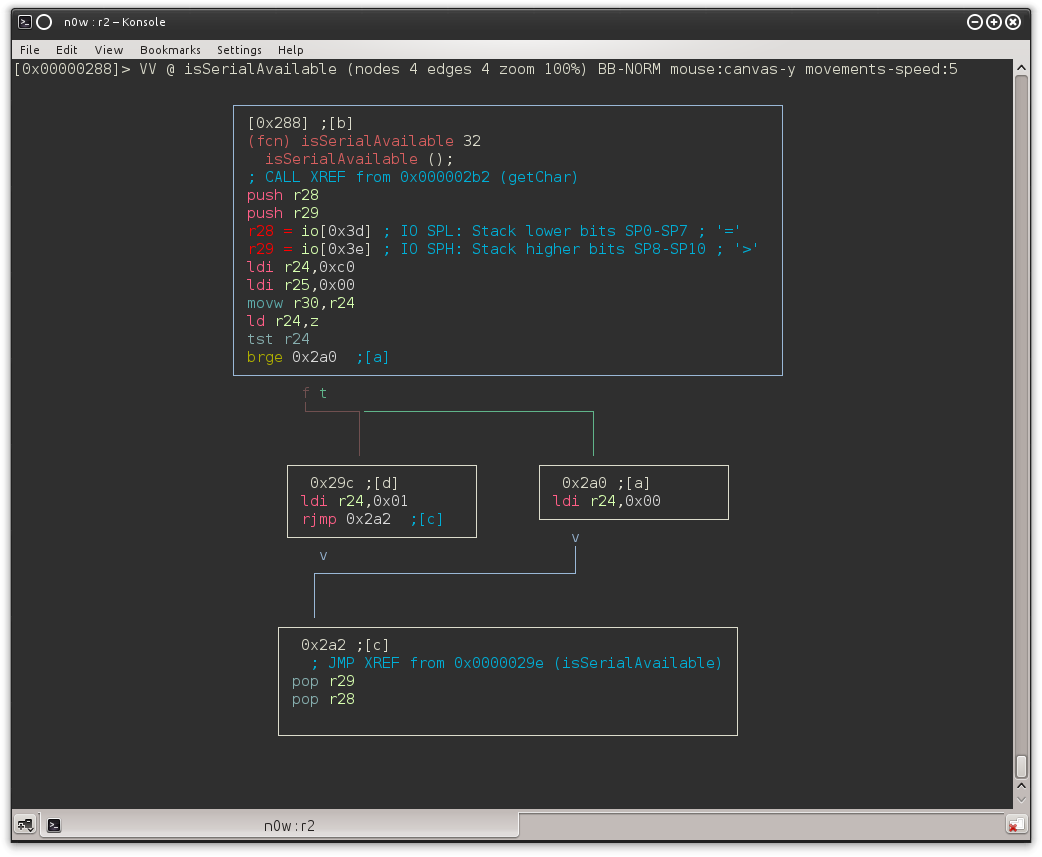 n0w : r2 – Konsole
File Edit View Bookmarks Settings Help
[0x00000288]> VV @ isSerialAvailable (nodes 4 edges 4 zoom 100%) BB-NORM mouse:canvas-y movements-speed:5
[0x288] ;[b]
(fcn) isSerialAvailable 32
isSerialAvailable ();
; CALL XREF from 0x000002b2 (getChar)
push r28
push r29
r28 = io[0x3d] ; IO SPL: Stack lower bits SP0-SP7 ; '='
r29 = io[0x3e] ; IO SPH: Stack higher bits SP8-SP10 ; '>'
ldi r24,0xc0
ldi r25,0x00
movw r30,r24
ld r24,z
tst r24
brge 0x2a0 ;[a]
f t
0x29c ;[d]
ldi r24,0x01
rjmp 0x2a2 ;[c]
v
0x2a0 ;[a]
ldi r24,0x00
v
0x2a2 ;[c]
; JMP XREF from 0x0000029e (isSerialAvailable)
pop r29
pop r28
n0w : r2